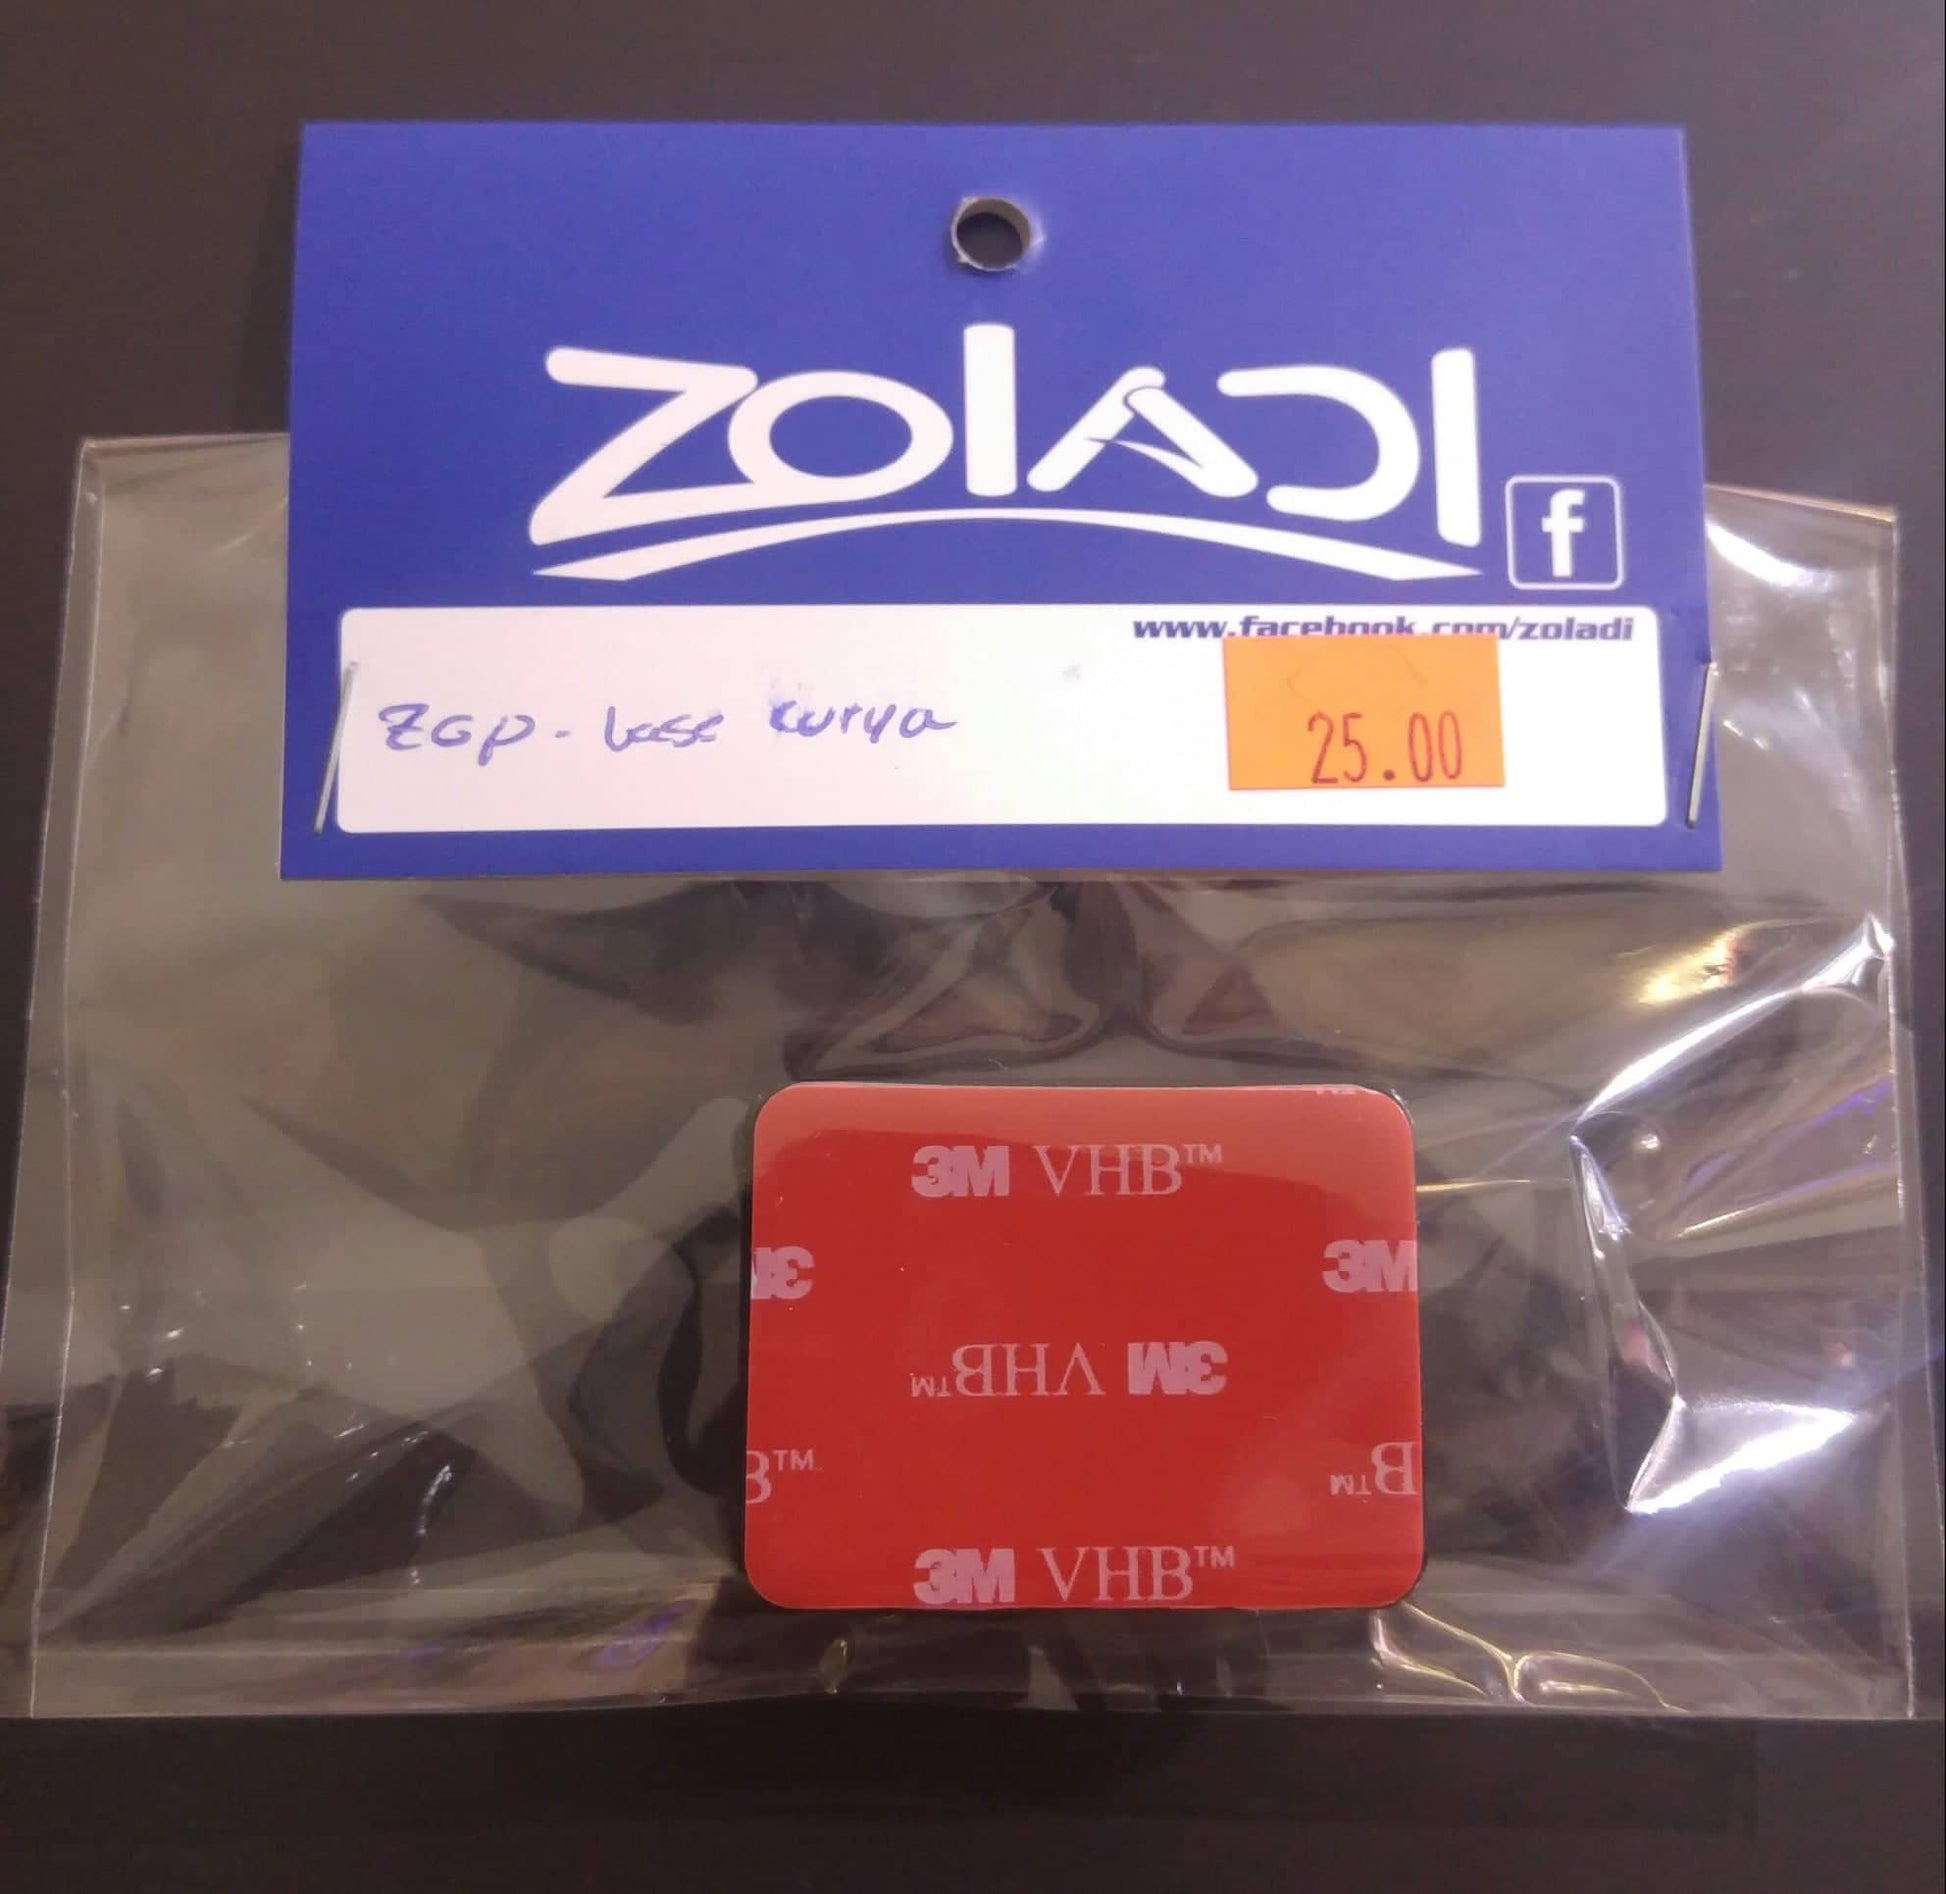 ZOlADI
f
www.facebook.com/zoladi
ZGP - base curva
25.00
3M VHB™
3M
3M
3M VHB™
B™
B™
3M VHB™